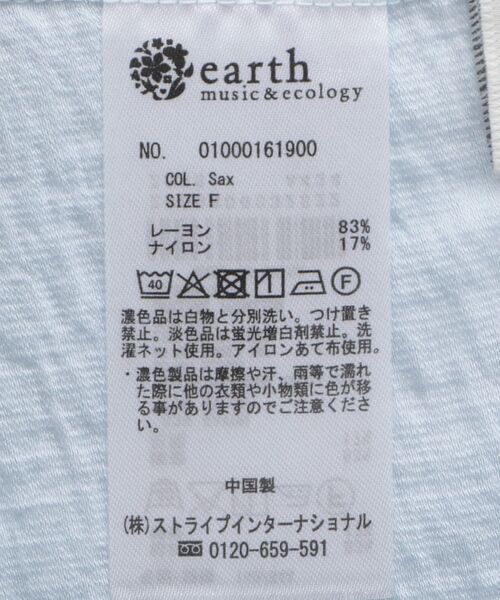 earth
music&ecology
NO. 01000161900
COL. Sax
SIZE F
レーヨン 83%
ナイロン 17%
40
F
濃色品は白物と分別洗い。つけ置き
禁止。淡色品は蛍光増白剤禁止。洗
濯ネット使用。アイロンあて布使用。
・濃色製品は摩擦や汗、雨等で濡れ
た際に他の衣類や小物類に色が移
る事がありますのでご注意くださ
い。
中国製
(株)ストライプインターナショナル
0120-659-591